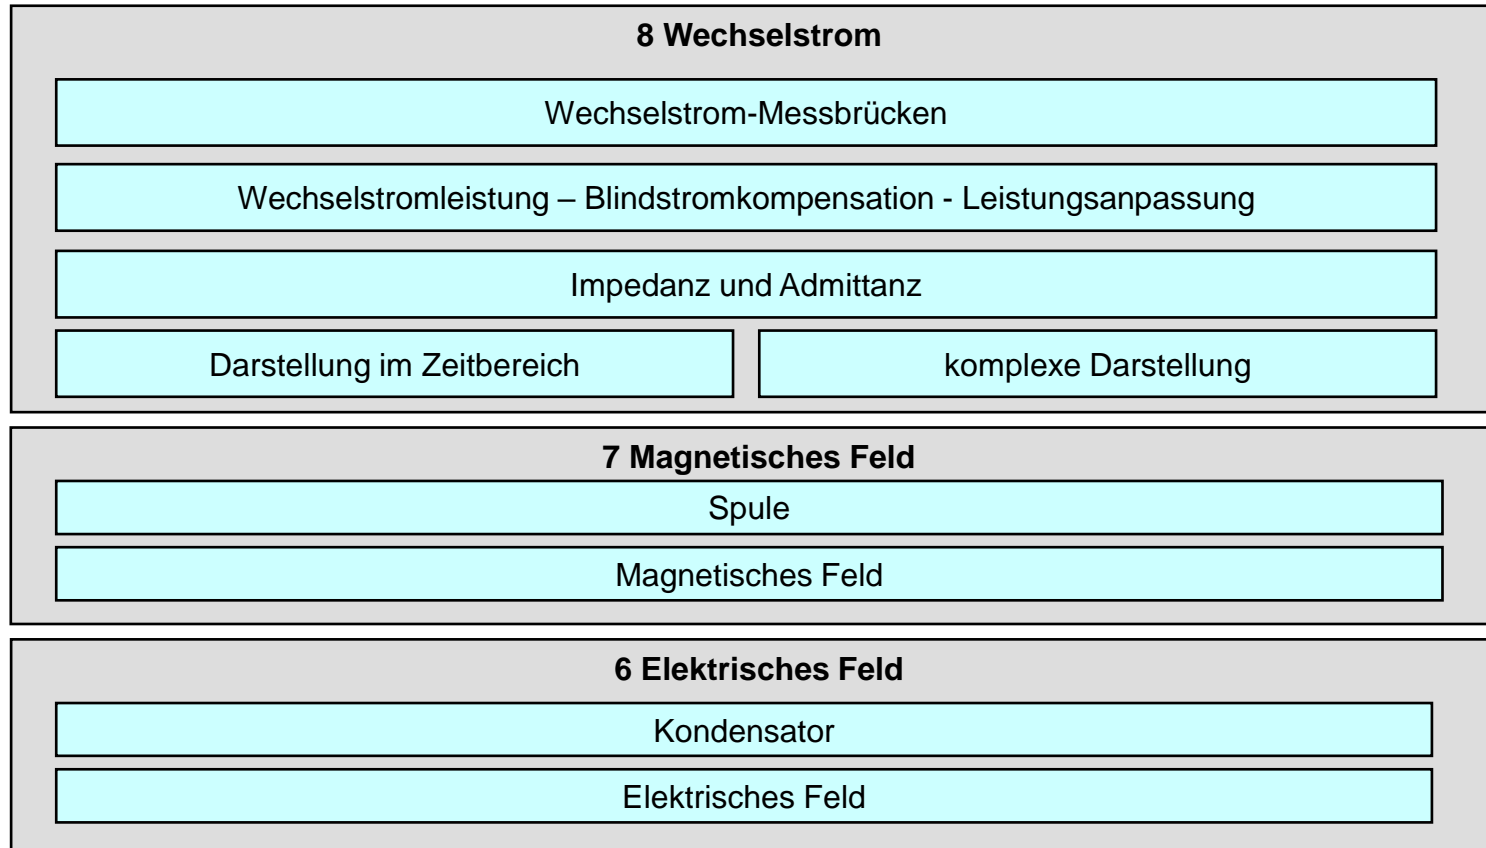 8 Wechselstrom
Wechselstrom-Messbrücken
Wechselstromleistung – Blindstromkompensation - Leistungsanpassung
Impedanz und Admittanz
Darstellung im Zeitbereich
komplexe Darstellung
7 Magnetisches Feld
Spule
Magnetisches Feld
6 Elektrisches Feld
Kondensator
Elektrisches Feld